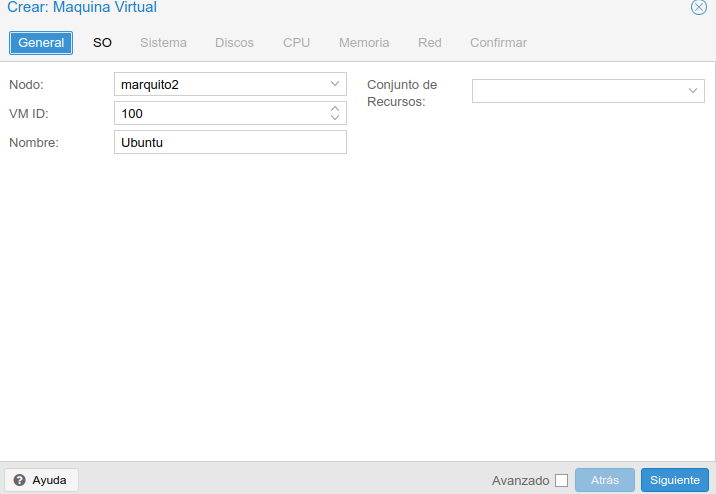 Crear: Maquina Virtual
General SO Sistema Discos CPU Memoria Red Confirmar
Nodo: marquito2
VM ID: 100
Nombre: Ubuntu
Conjunto de
Recursos:
Ayuda Avanzado Atrás Siguiente